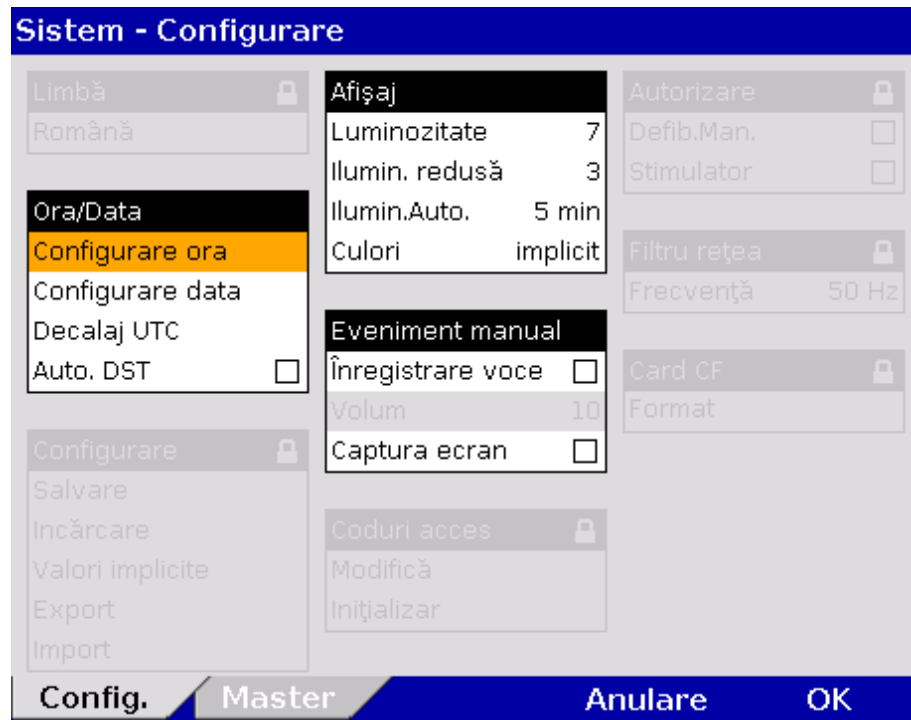 Sistem - Configurare
Limbă
Română
Ora/Data
Configurare ora
Configurare data
Decalaj UTC
Auto. DST
Configurare
Salvare
Incărcare
Valori implicite
Export
Import
Afişaj
Luminozitate 7
Ilumin. redusă 3
Ilumin.Auto. 5 min
Culori implicit
Eveniment manual
Înregistrare voce
Volum 10
Captura ecran
Coduri acces
Modifică
Iniţializar
Autorizare
Defib.Man.
Stimulator
Filtru reţea
Frecvenţă 50 Hz
Card CF
Format
Config. Master Anulare OK